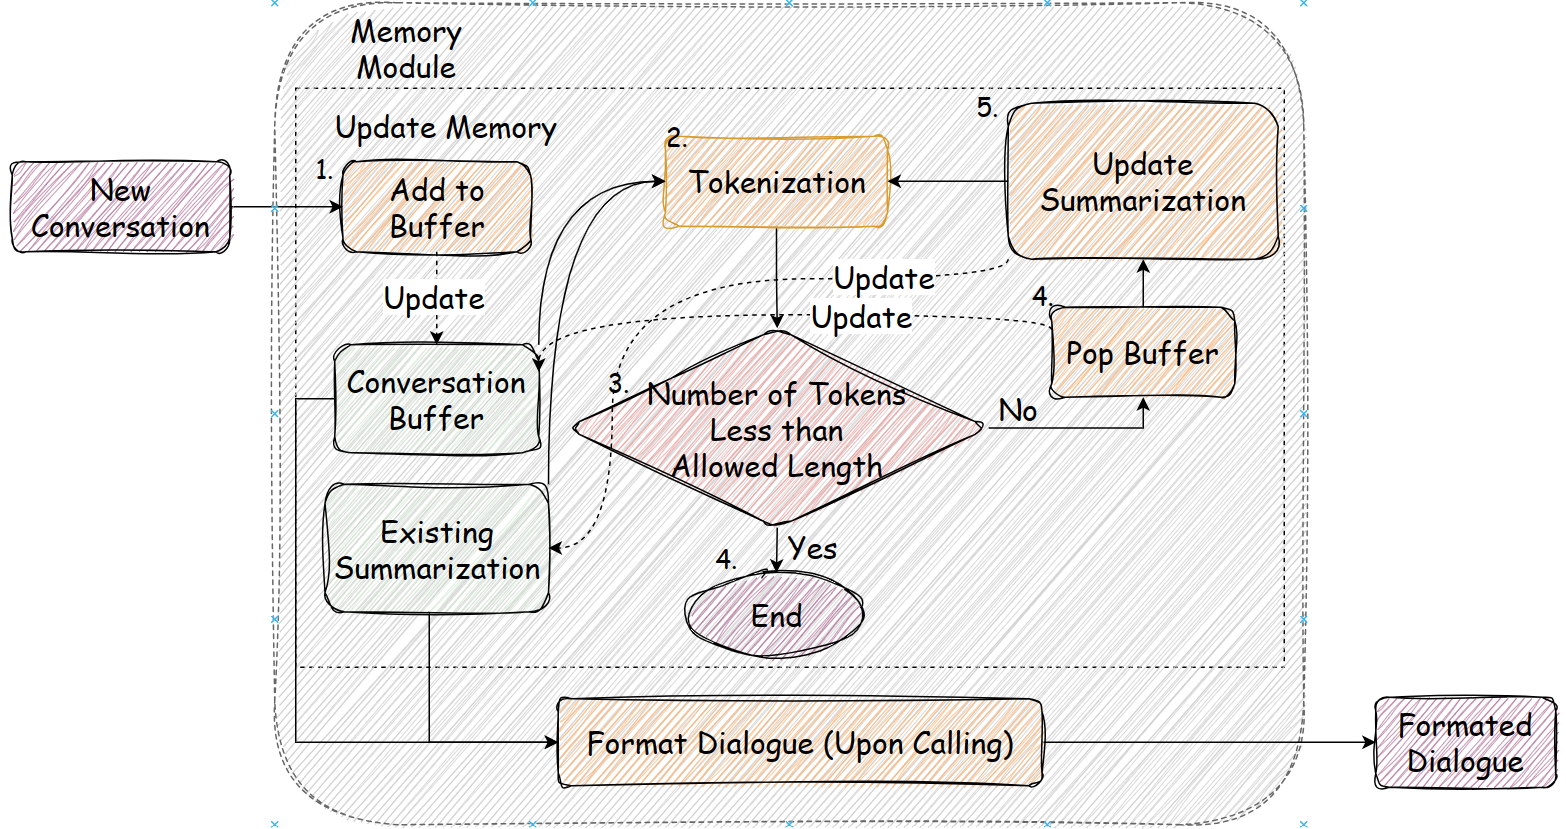 Memory
Module
Update Memory
New
Conversation
1.
Add to
Buffer
2.
Tokenization
5.
Update
Summarization
Update
Update
Update
4.
Pop Buffer
Conversation
Buffer
3.
Number of Tokens
Less than
Allowed Length
No
Existing
Summarization
Yes
4.
End
Format Dialogue (Upon Calling)
Formated
Dialogue